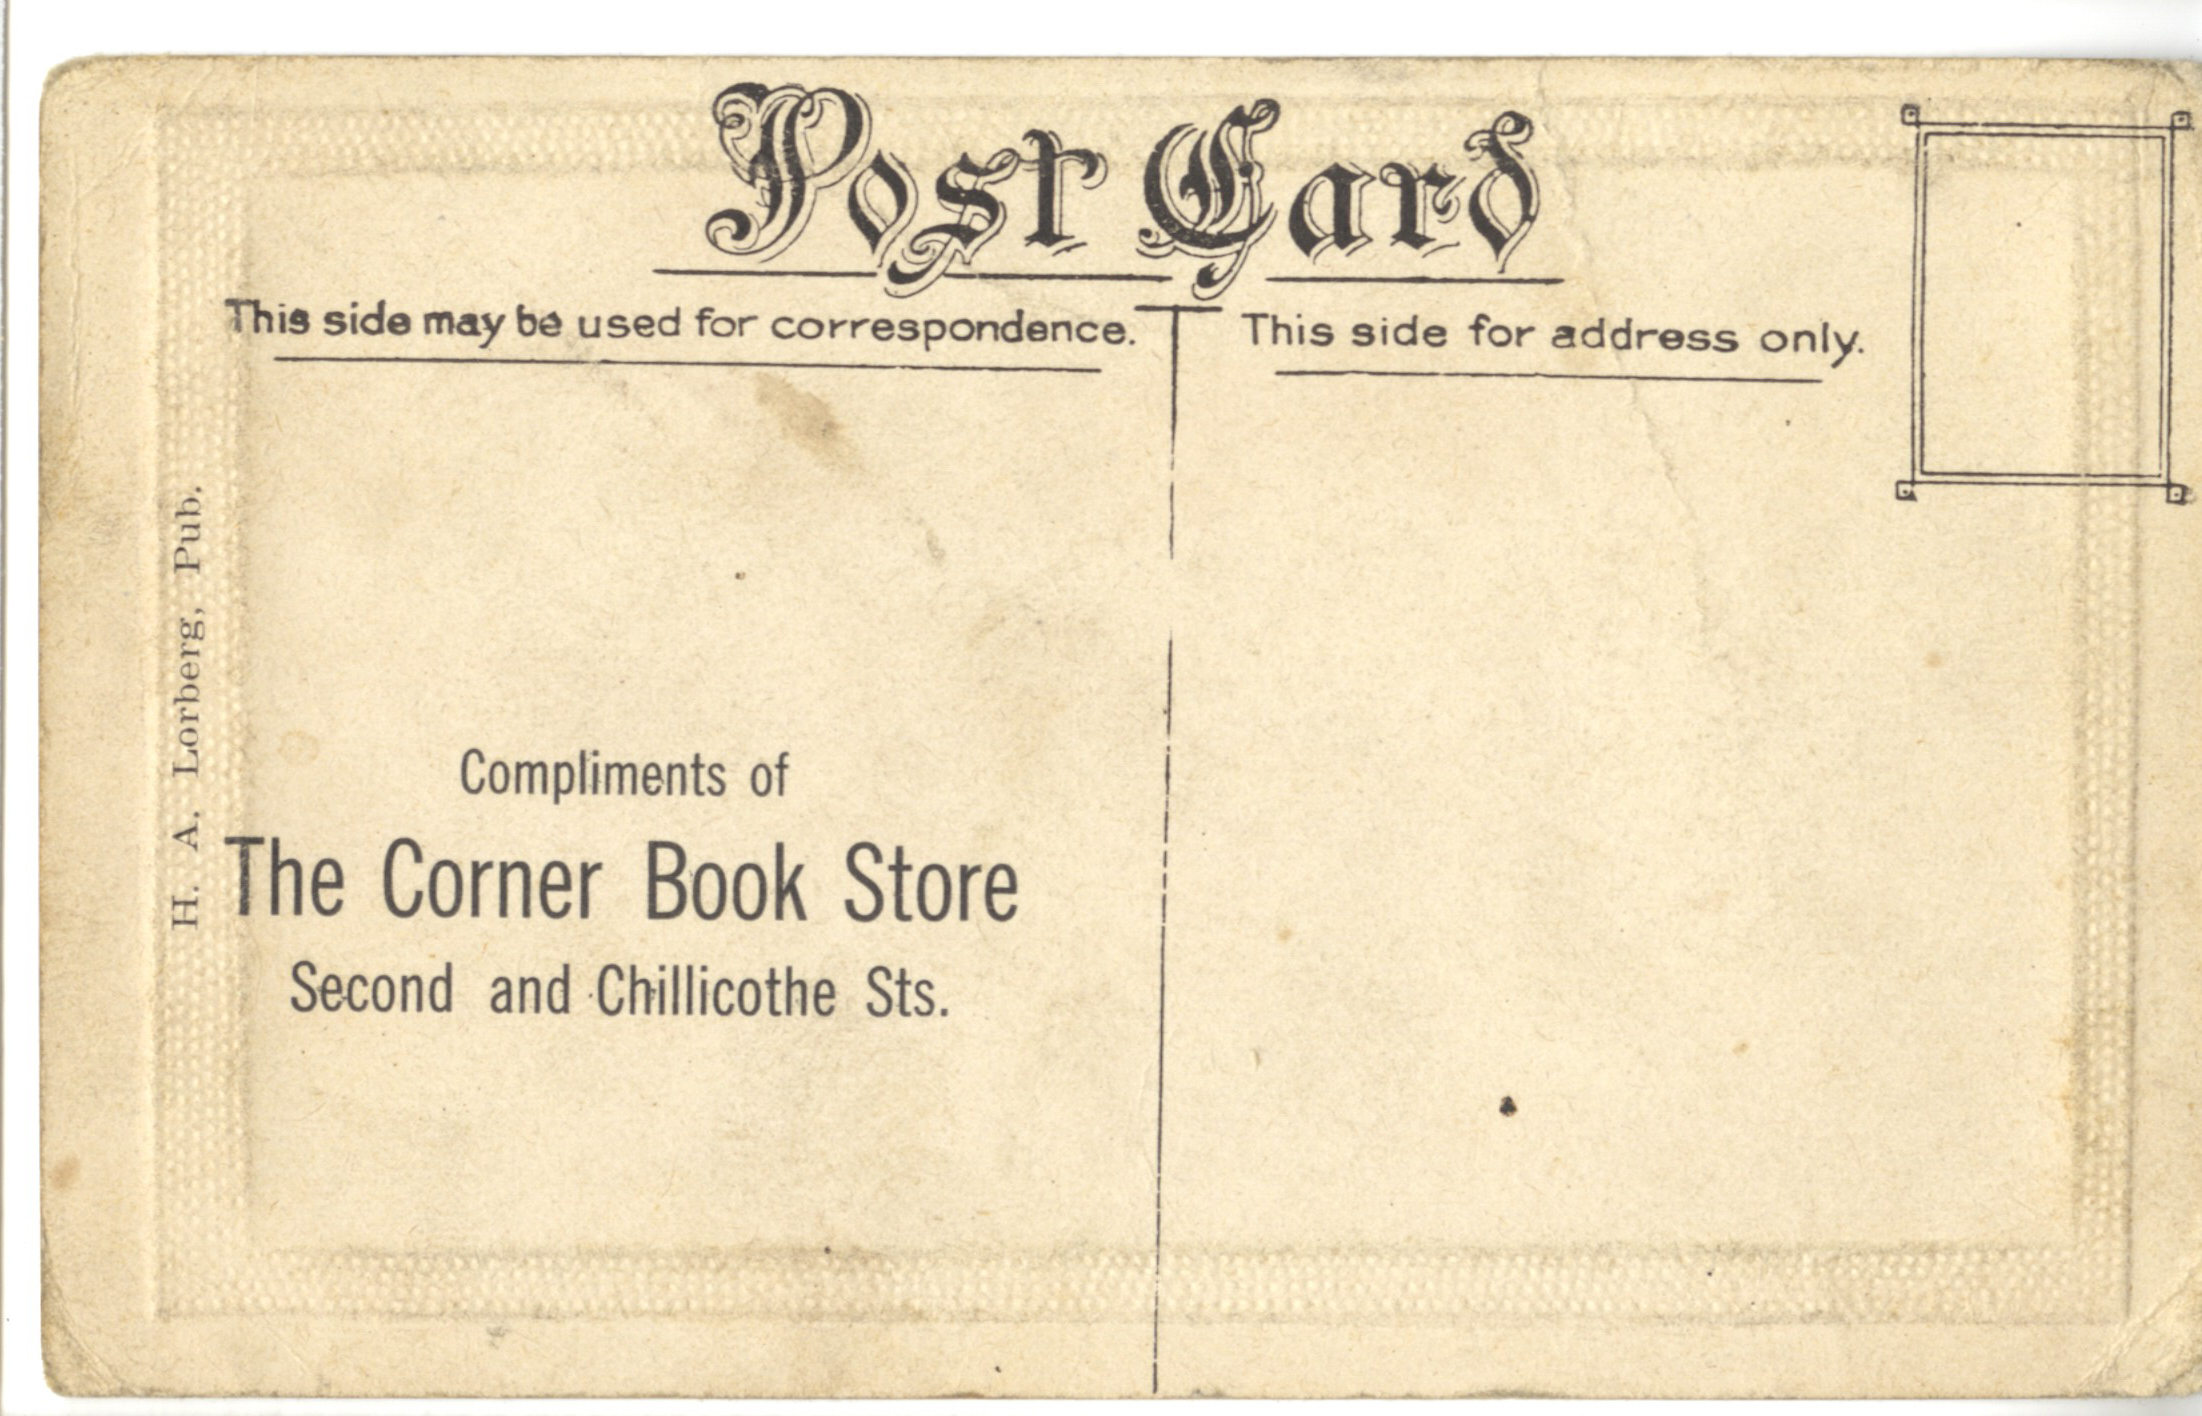 Post Card
This side may be used for correspondence.
This side for address only.
H. A. Lorberg, Pub.
Compliments of
The Corner Book Store
Second and Chillicothe Sts.